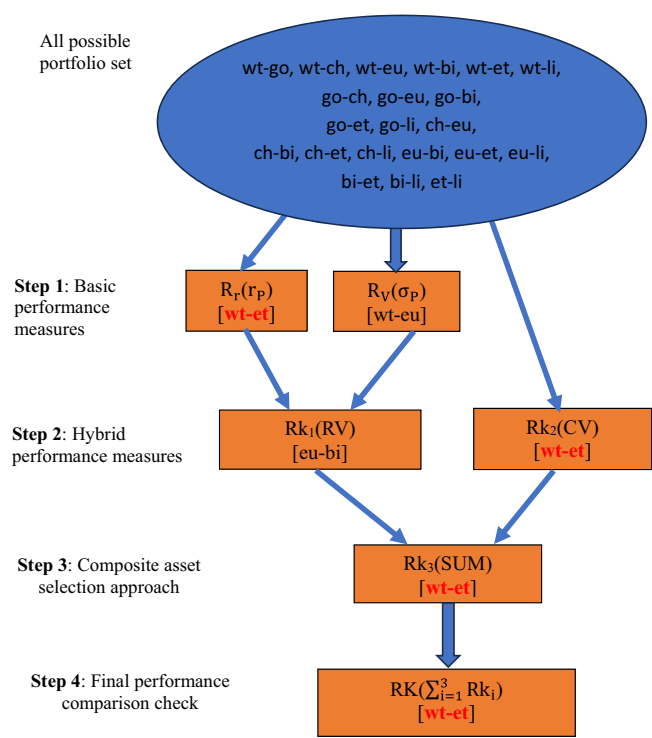 All possible
portfolio set
wt-go, wt-ch, wt-eu, wt-bi, wt-et, wt-li,
go-ch, go-eu, go-bi,
go-et, go-li, ch-eu,
ch-bi, ch-et, ch-li, eu-bi, eu-et, eu-li,
bi-et, bi-li, et-li
Step 1: Basic
performance
measures
R_r(r_P)
[wt-et]
R_V(σ_P)
[wt-eu]
Step 2: Hybrid
performance measures
Rk₁(RV)
[eu-bi]
Rk₂(CV)
[wt-et]
Step 3: Composite asset
selection approach
Rk₃(SUM)
[wt-et]
Step 4: Final performance
comparison check
RK(∑³ᵢ₌₁ Rkᵢ)
[wt-et]